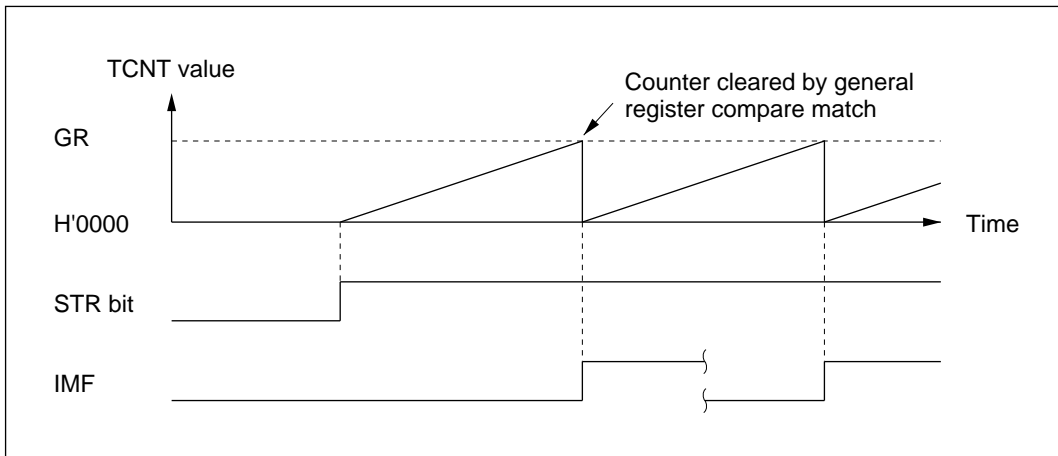 TCNT value
Counter cleared by general
register compare match
GR
H'0000
Time
STR bit
IMF